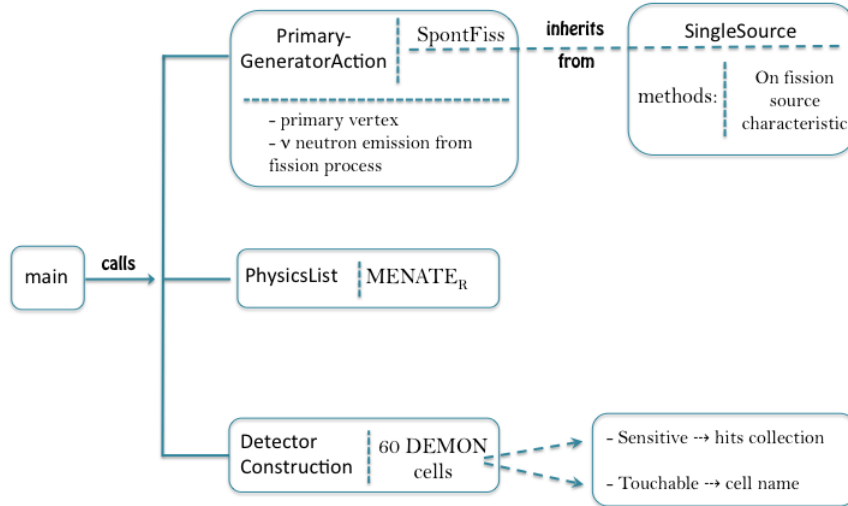 Primary-
GeneratorAction
SpontFiss
- primary vertex
- ν neutron emission from
fission process
inherits
from
SingleSource
methods:
On fission
source
characteristic
main
calls
PhysicsList
MENATE_R
Detector
Construction
60 DEMON
cells
- Sensitive ⇢ hits collection
- Touchable ⇢ cell name